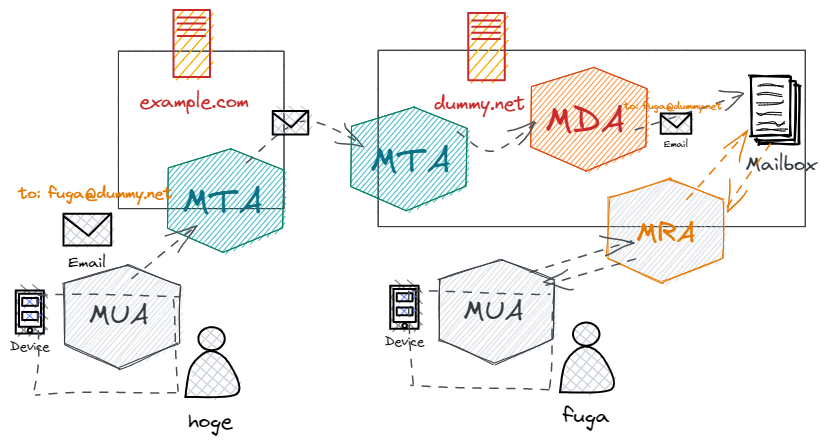 example.com
dummy.net
MDA
to: fuga@dummy.net
Email
MTA
Mailbox
to: fuga@dummy.net
MTA
MRA
Email
MUA
Device
hoge
MUA
Device
fuga